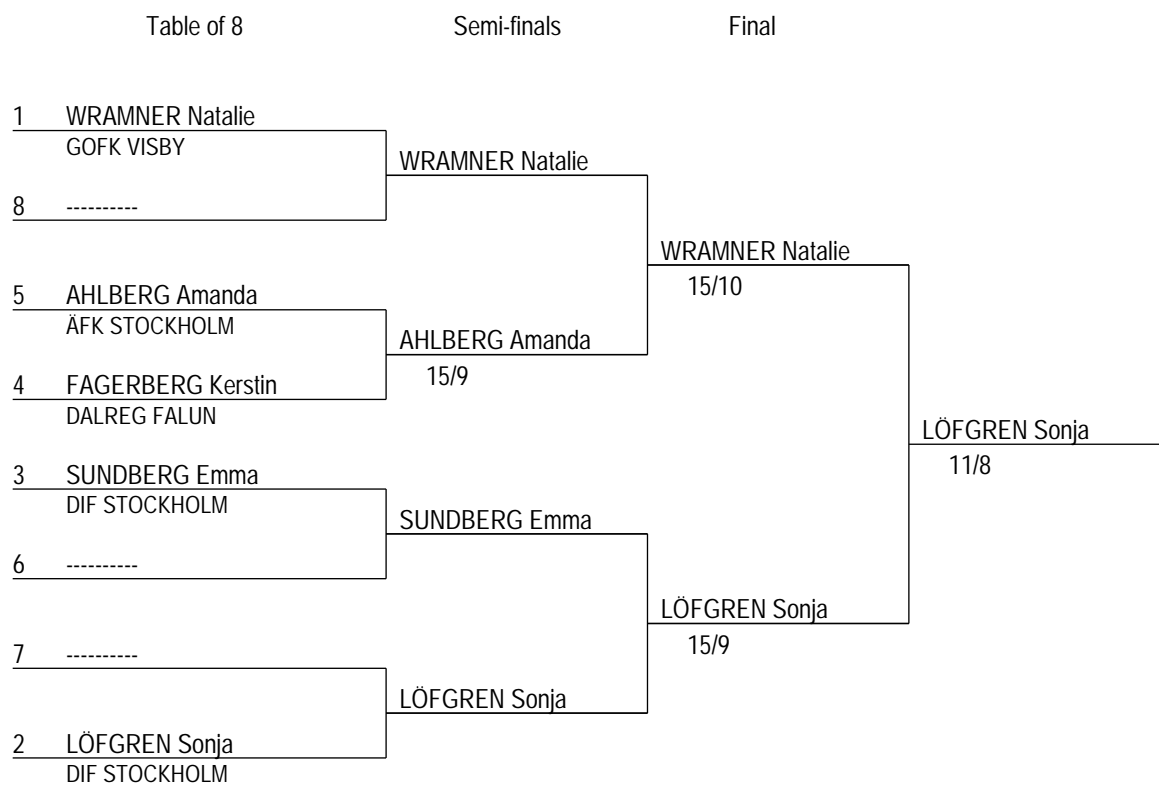 Table of 8 Semi-finals Final
1 WRAMNER Natalie
GOFK VISBY
WRAMNER Natalie
8 ----------
WRAMNER Natalie
15/10
5 AHLBERG Amanda
ÄFK STOCKHOLM
AHLBERG Amanda
15/9
4 FAGERBERG Kerstin
DALREG FALUN
LÖFGREN Sonja
11/8
3 SUNDBERG Emma
DIF STOCKHOLM
SUNDBERG Emma
6 ----------
LÖFGREN Sonja
15/9
7 ----------
LÖFGREN Sonja
2 LÖFGREN Sonja
DIF STOCKHOLM